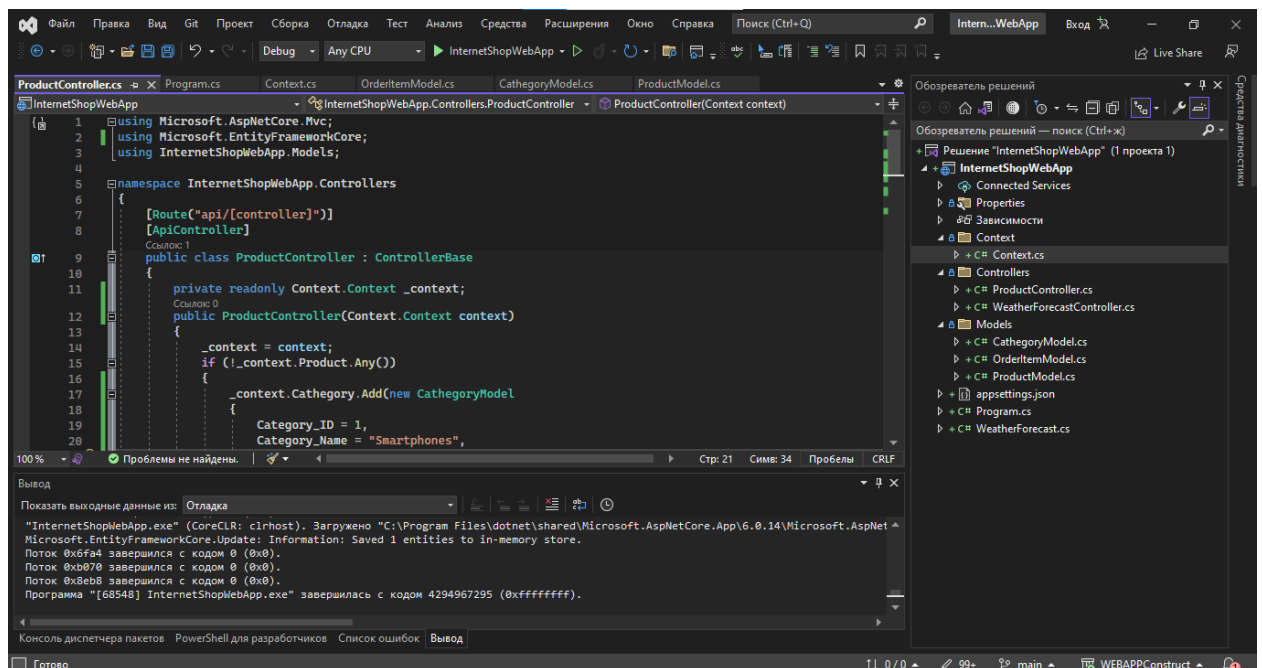 Файл Правка Вид Git Проект Сборка Отладка Тест Анализ Средства Расширения Окно Справка Поиск (Ctrl+Q) Intern...WebApp Вход
Debug Any CPU InternetShopWebApp Live Share
ProductController.cs Program.cs Context.cs OrderItemModel.cs CathegoryModel.cs ProductModel.cs
InternetShopWebApp InternetShopWebApp.Controllers.ProductController ProductController(Context context)
1 using Microsoft.AspNetCore.Mvc;
2 using Microsoft.EntityFrameworkCore;
3 using InternetShopWebApp.Models;
4
5 namespace InternetShopWebApp.Controllers
6 {
7 [Route("api/[controller]")]
8 [ApiController]
Ссылок: 1
9 public class ProductController : ControllerBase
10 {
11 private readonly Context.Context _context;
Ссылок: 0
12 public ProductController(Context.Context context)
13 {
14 _context = context;
15 if (!_context.Product.Any())
16 {
17 _context.Cathegory.Add(new CathegoryModel
18 {
19 Category_ID = 1,
20 Category_Name = "Smartphones",
100 % Проблемы не найдены. Стр: 21 Симв: 34 Пробелы CRLF
Вывод
Показать выходные данные из: Отладка
"InternetShopWebApp.exe" (CoreCLR: clrhost). Загружено "C:\Program Files\dotnet\shared\Microsoft.AspNetCore.App\6.0.14\Microsoft.AspNet
Microsoft.EntityFrameworkCore.Update: Information: Saved 1 entities to in-memory store.
Поток 0x6fa4 завершился с кодом 0 (0x0).
Поток 0xb070 завершился с кодом 0 (0x0).
Поток 0x8eb8 завершился с кодом 0 (0x0).
Программа "[68548] InternetShopWebApp.exe" завершилась с кодом 4294967295 (0xffffffff).
Консоль диспетчера пакетов PowerShell для разработчиков Список ошибок Вывод
Обозреватель решений
Обозреватель решений — поиск (Ctrl+ж)
Решение "InternetShopWebApp" (1 проекта 1)
InternetShopWebApp
Connected Services
Properties
Зависимости
Context
C# Context.cs
Controllers
C# ProductController.cs
C# WeatherForecastController.cs
Models
C# CathegoryModel.cs
C# OrderItemModel.cs
C# ProductModel.cs
appsettings.json
C# Program.cs
C# WeatherForecast.cs
Средства диагностики
Готово 0 / 0 99+ main WEBAPPConstruct